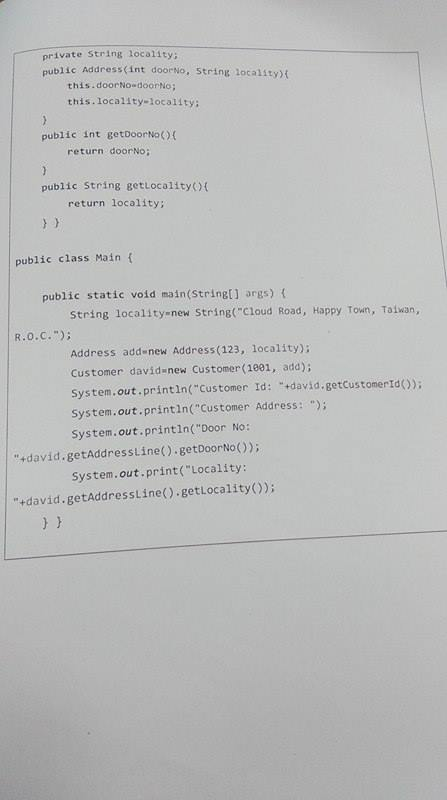 private String locality;
public Address(int doorNo, String locality){
this.doorNo=doorNo;
this.locality=locality;
}
public int getDoorNo(){
return doorNo;
}
public String getLocality(){
return locality;
} }
public class Main {
public static void main(String[] args) {
String locality=new String("Cloud Road, Happy Town, Taiwan,
R.O.C.");
Address add=new Address(123, locality);
Customer david=new Customer(1001, add);
System.out.println("Customer Id: "+david.getCustomerId());
System.out.println("Customer Address: ");
System.out.println("Door No:
"+david.getAddressLine().getDoorNo());
System.out.print("Locality:
"+david.getAddressLine().getLocality());
} }